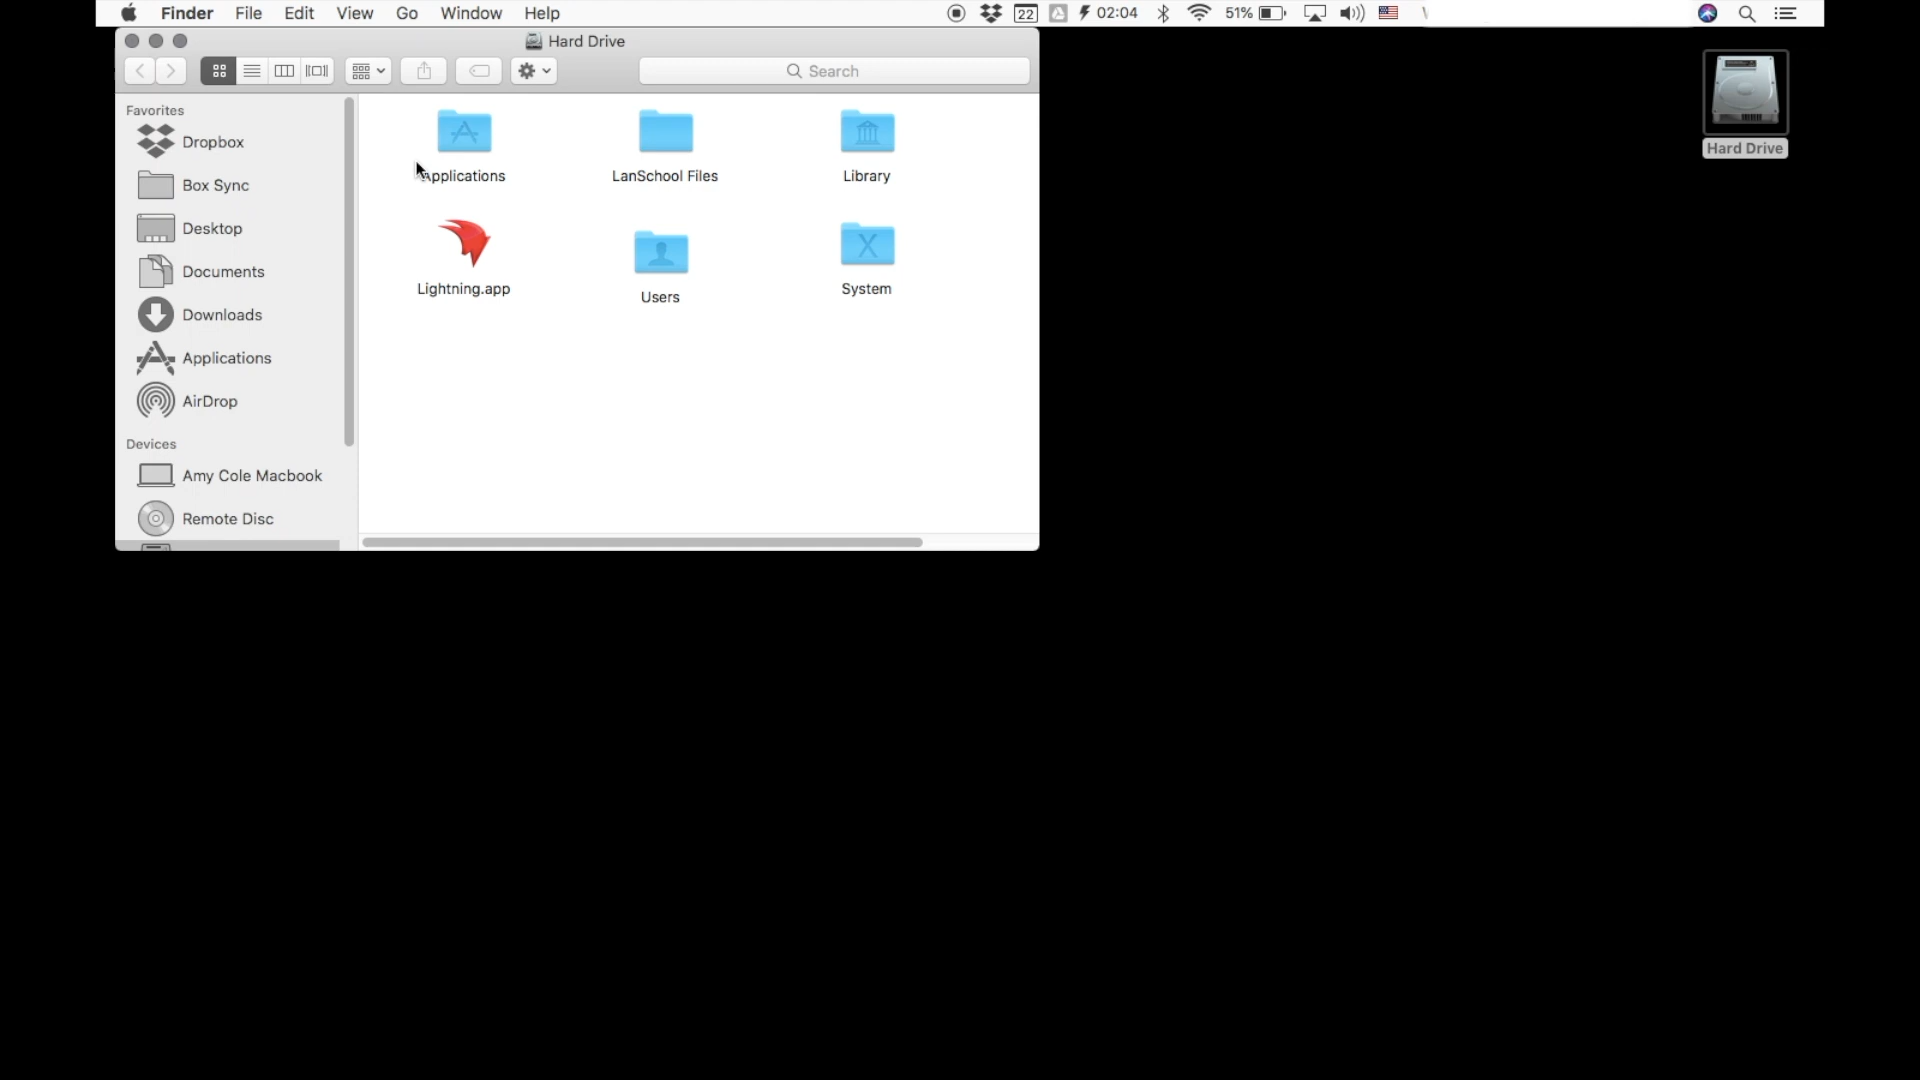 Finder File Edit View Go Window Help 22 02:04 51%
Hard Drive
Search
Hard Drive
Favorites
Dropbox
Box Sync
Desktop
Documents
Downloads
Applications
AirDrop
Devices
Amy Cole Macbook
Remote Disc
Applications LanSchool Files Library
Lightning.app Users System